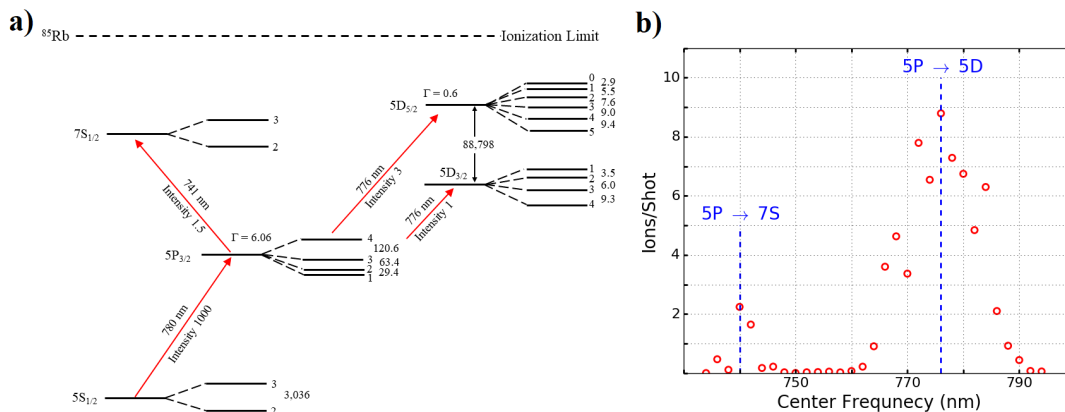 a)
⁸⁵Rb
Ionization Limit
0
2.9
1
5.5
2
7.6
3
9.0
4
9.4
5
5D₅/₂
Γ = 0.6
7S₁/₂
3
2
88,798
5D₃/₂
1
3.5
2
6.0
3
9.3
4
741 nm
Intensity 1.5
776 nm
Intensity 3
776 nm
Intensity 1
5P₃/₂
Γ = 6.06
4
120.6
3
63.4
2
29.4
1
780 nm
Intensity 1000
5S₁/₂
3
3,036
2
b)
5P → 5D
5P → 7S
Ions/Shot
10
8
6
4
2
750
770
790
Center Frequnecy (nm)